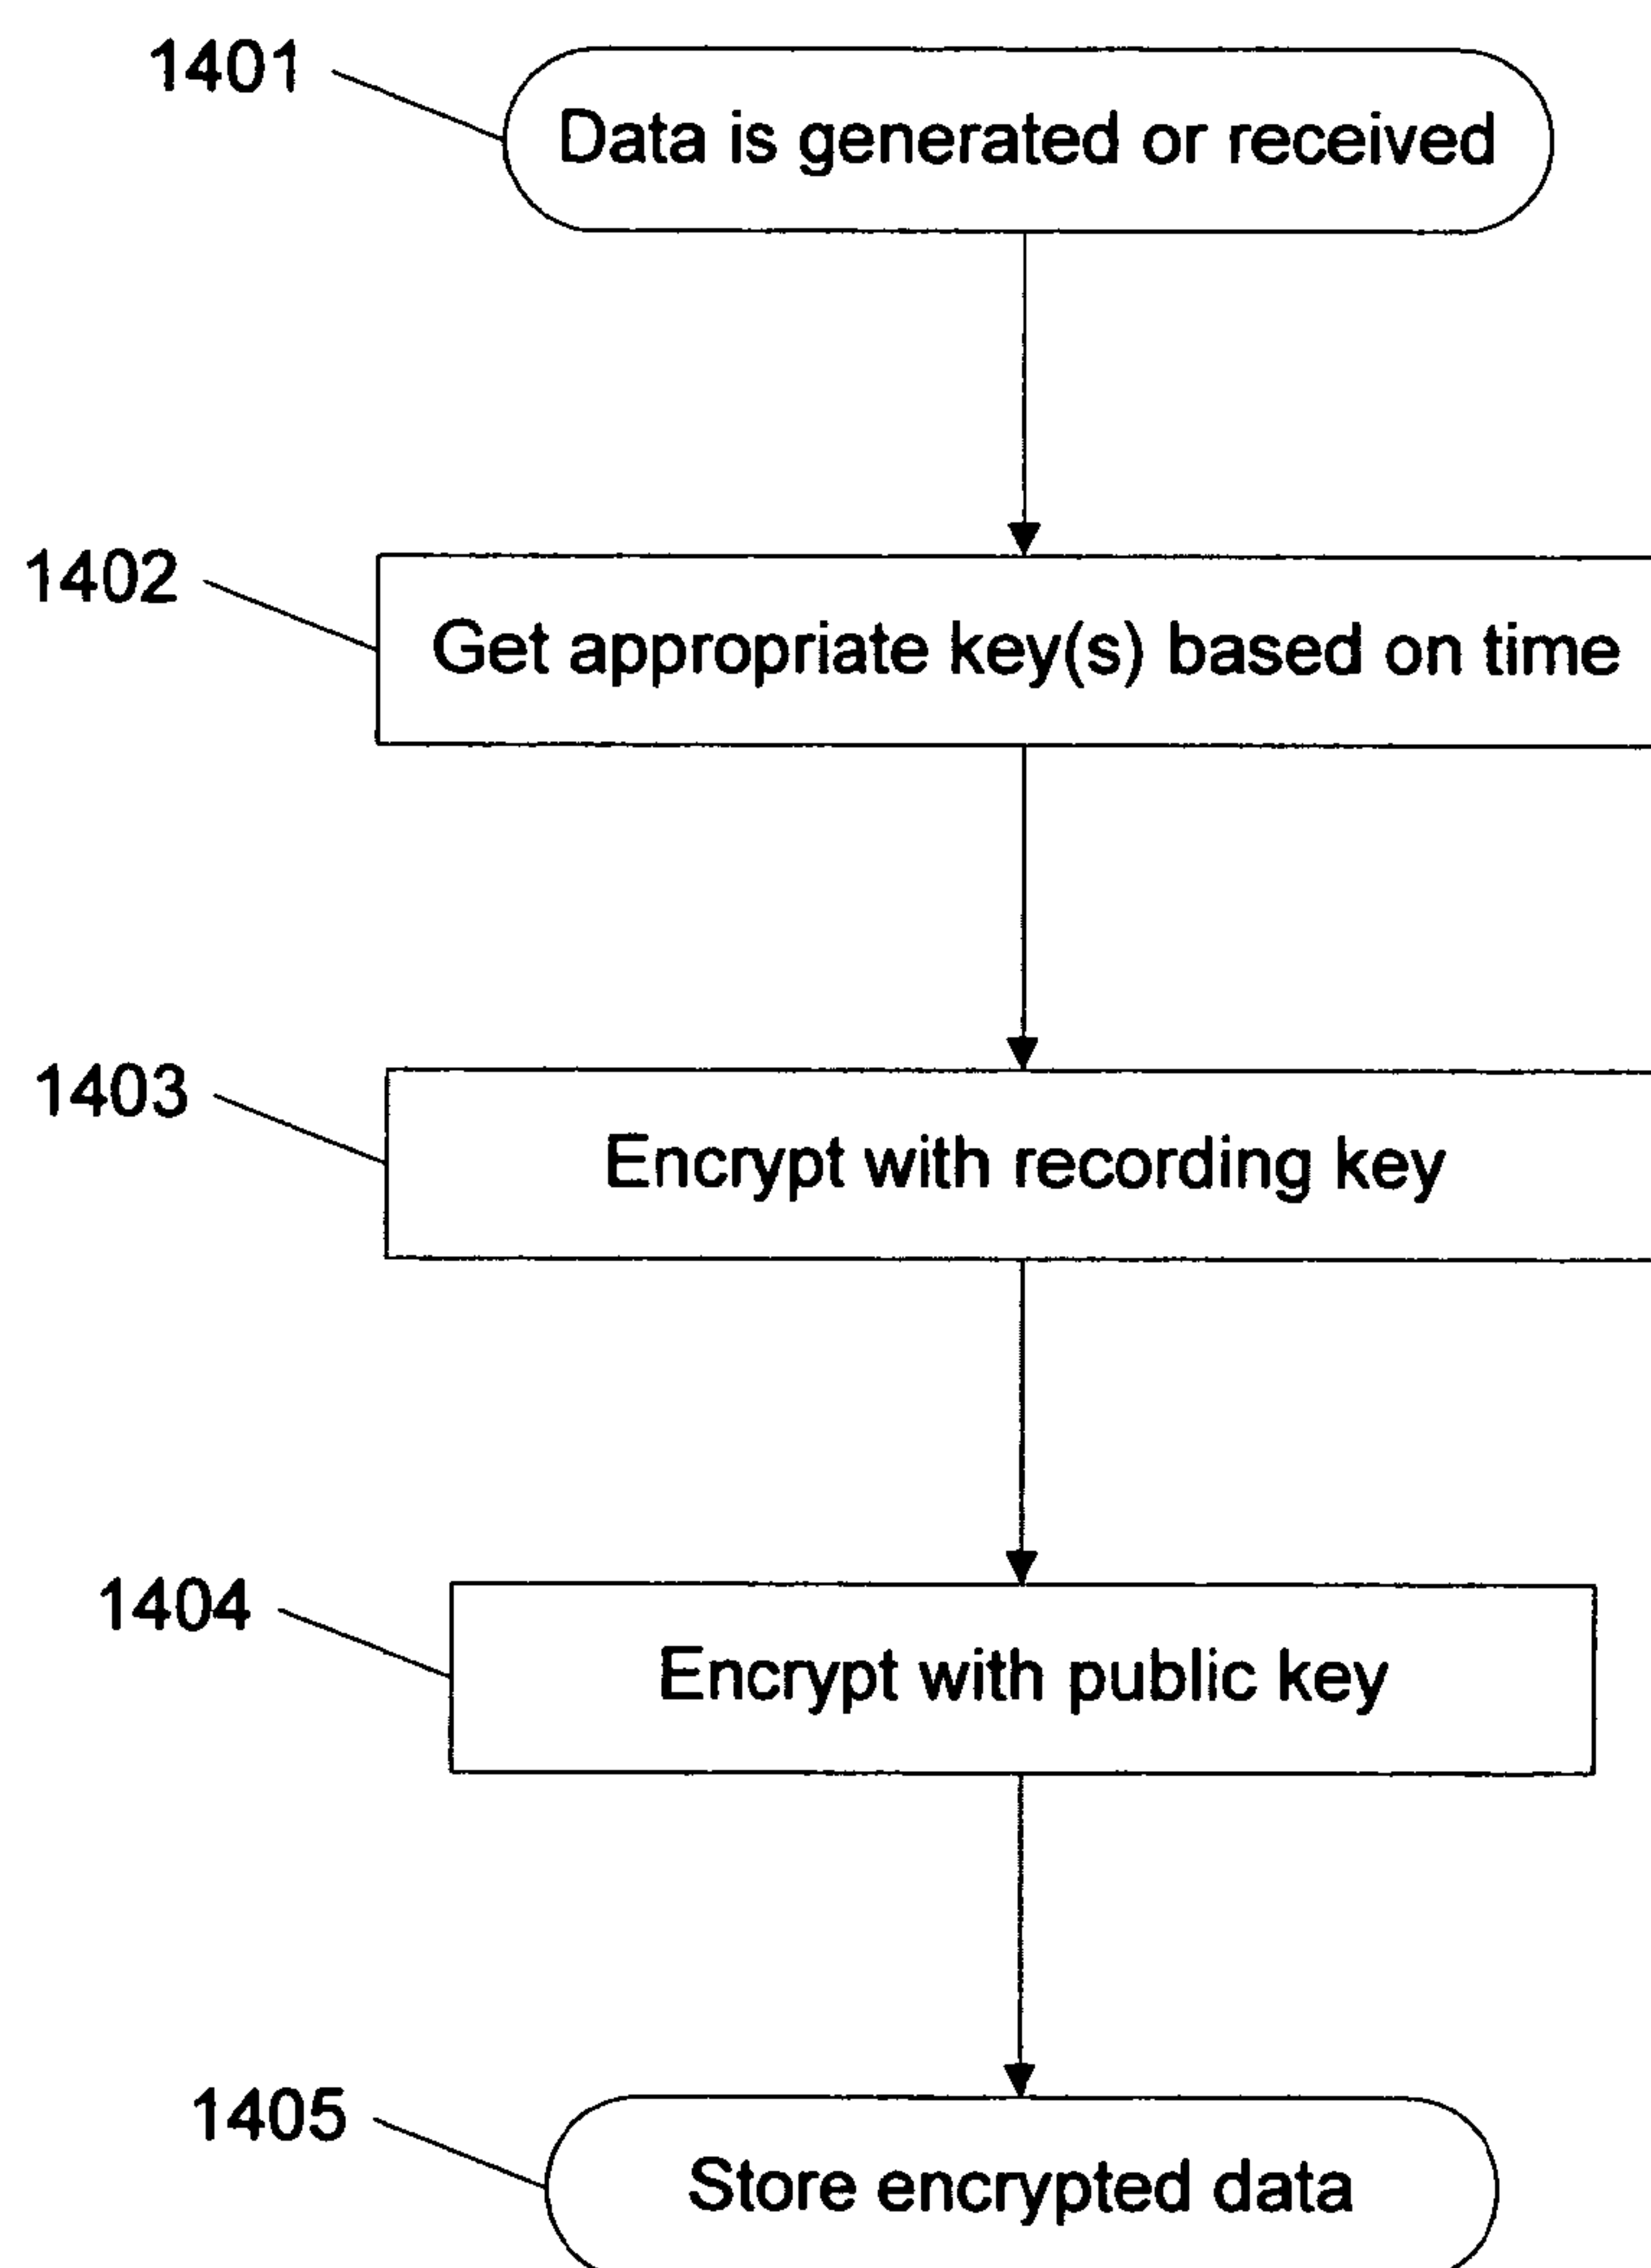 1401
Data is generated or received
1402
Get appropriate key(s) based on time
1403
Encrypt with recording key
1404
Encrypt with public key
1405
Store encrypted data